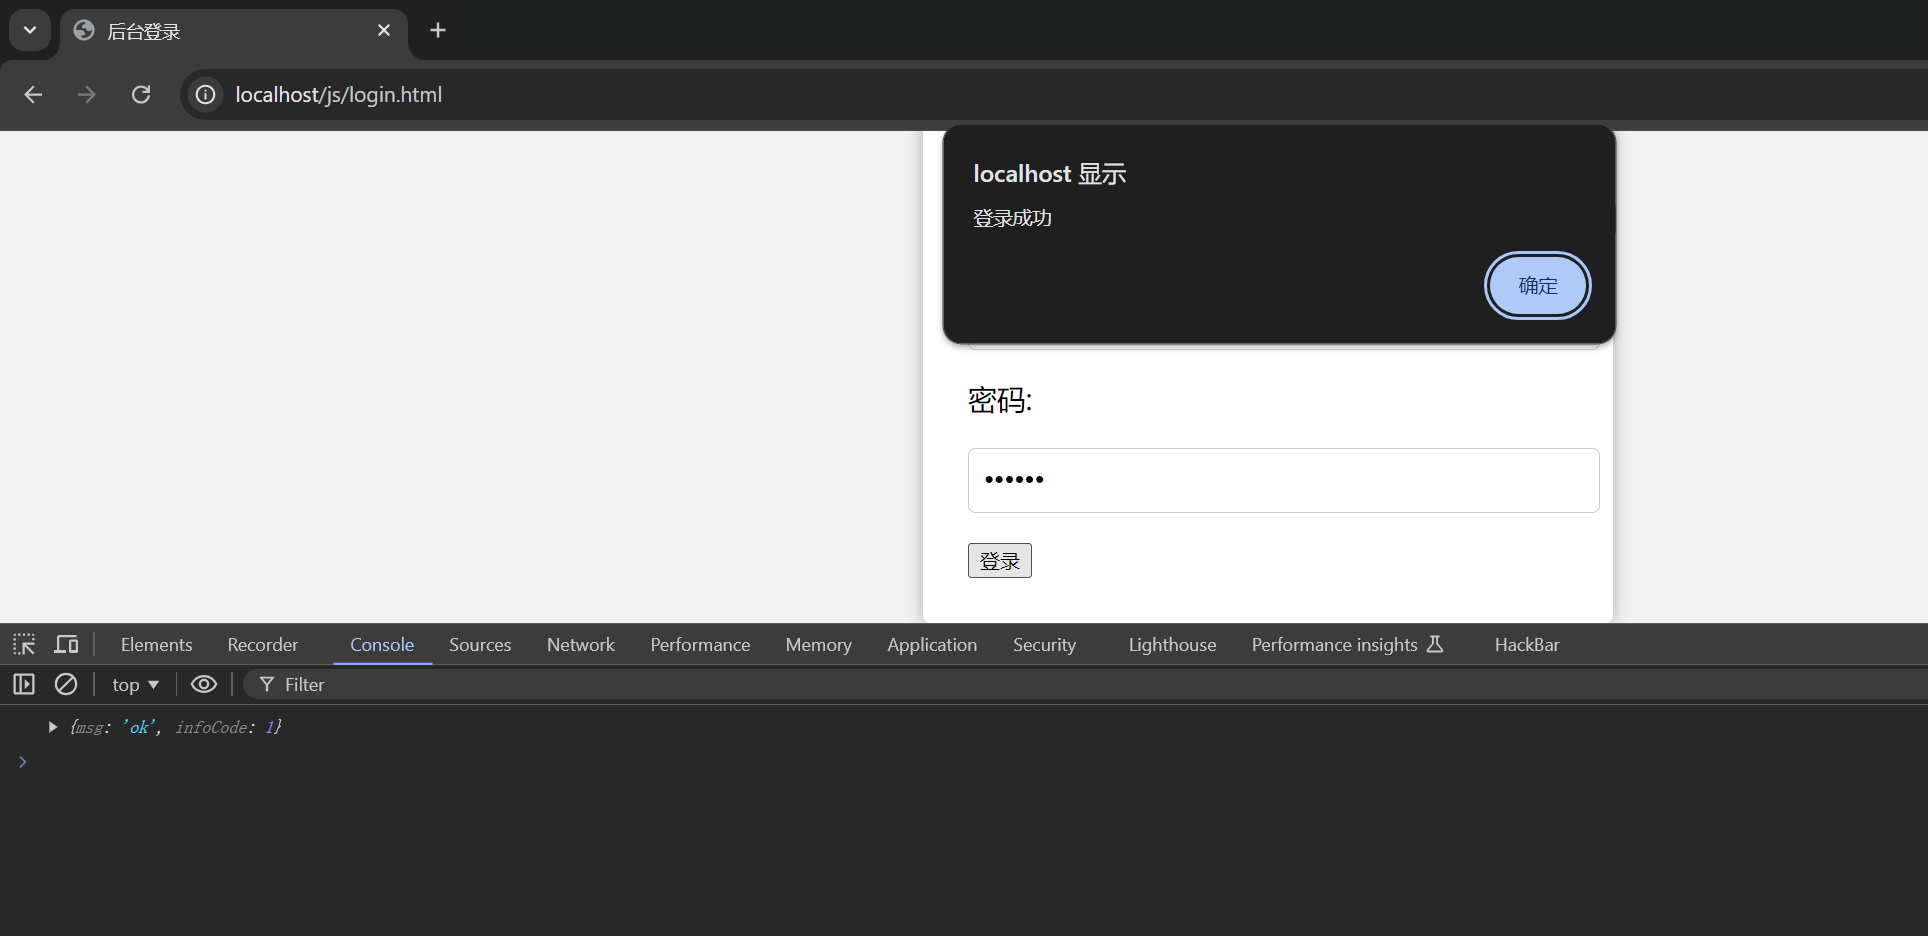 后台登录
localhost/js/login.html
localhost 显示
登录成功
确定
密码:
••••••
登录
Elements Recorder Console Sources Network Performance Memory Application Security Lighthouse Performance insights HackBar
top Filter
{msg: 'ok', infoCode: 1}